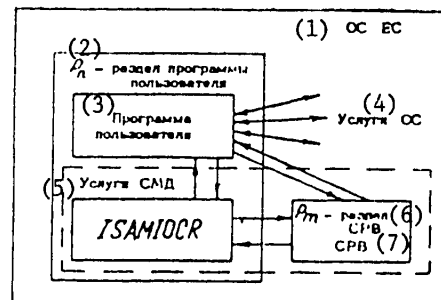 (1) ОС ЕС
(2)
Pn - раздел программы
пользователя
(3)
Программа
пользователя
(4)
Услуги ОС
(5) Услуги СМД
ISAMIOCR
Pm - раздел (6)
СРВ
СРВ (7)